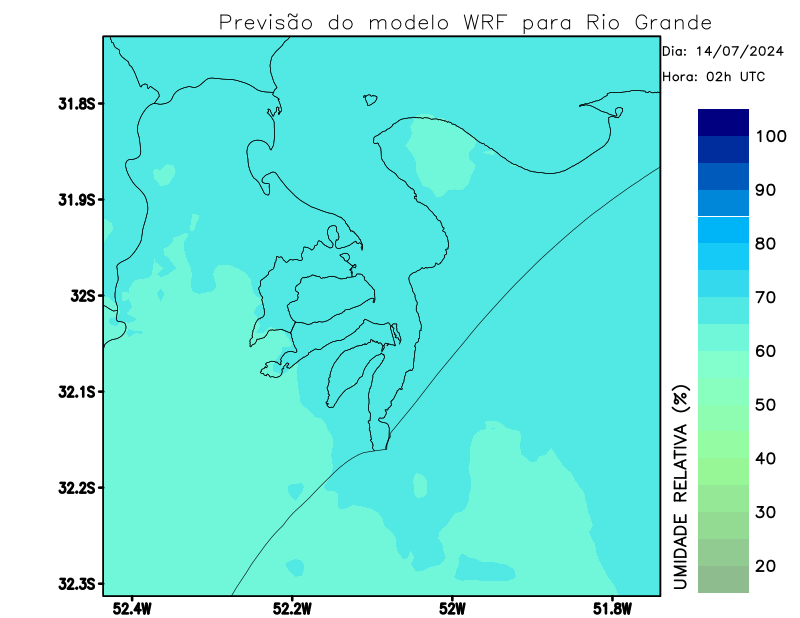 Previsão do modelo WRF para Rio Grande
Dia: 14/07/2024
Hora: 02h UTC
31.8S
31.9S
32S
32.1S
32.2S
32.3S
52.4W
52.2W
52W
51.8W
100
90
80
70
60
50
40
30
20
UMIDADE RELATIVA (%)